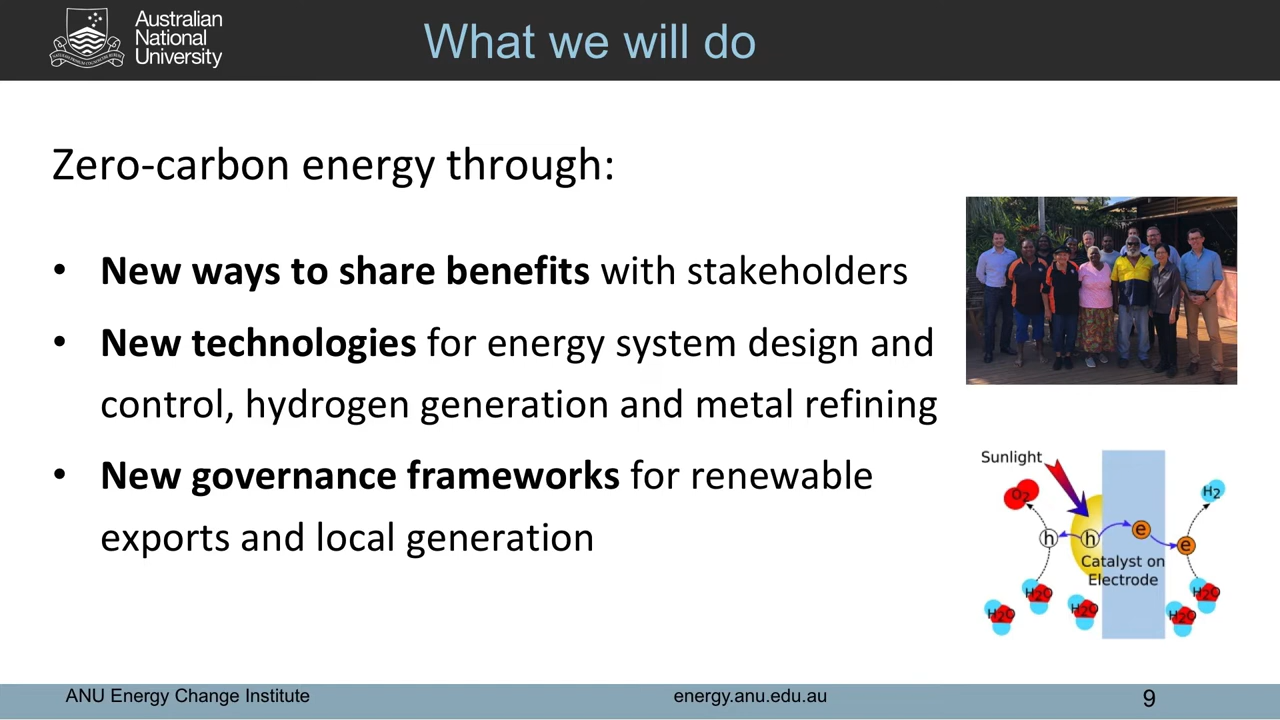 Australian
National
University
What we will do
Zero-carbon energy through:
• New ways to share benefits with stakeholders
• New technologies for energy system design and
control, hydrogen generation and metal refining
• New governance frameworks for renewable
exports and local generation
Sunlight
O2
H2
h
h
e
e
Catalyst on
Electrode
H2O
H2O
H2O
H2O
H2O
ANU Energy Change Institute
energy.anu.edu.au
9